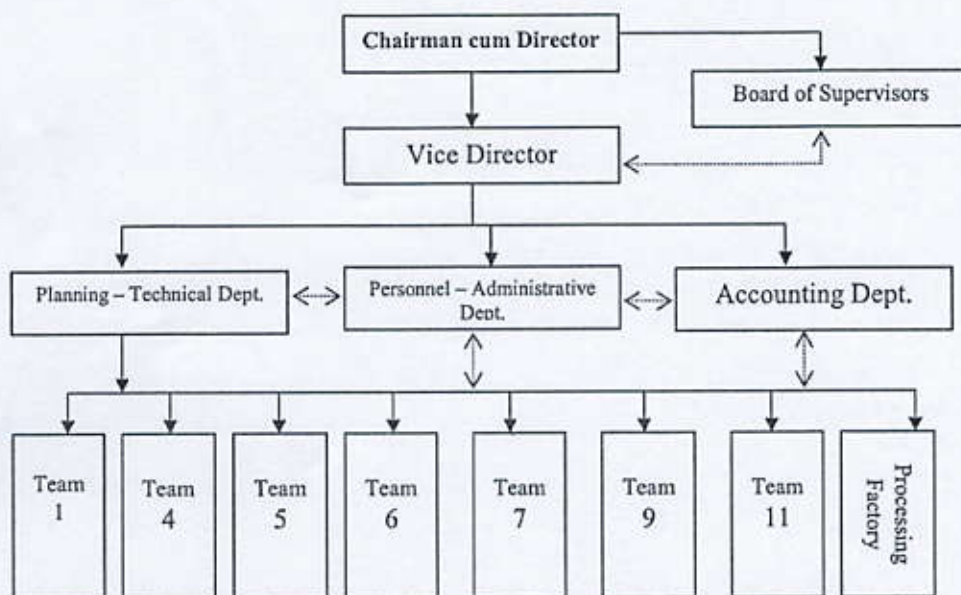 Chairman cum Director
Board of Supervisors
Vice Director
Planning – Technical Dept.
Personnel – Administrative
Dept.
Accounting Dept.
Team
1
Team
4
Team
5
Team
6
Team
7
Team
9
Team
11
Processing
Factory